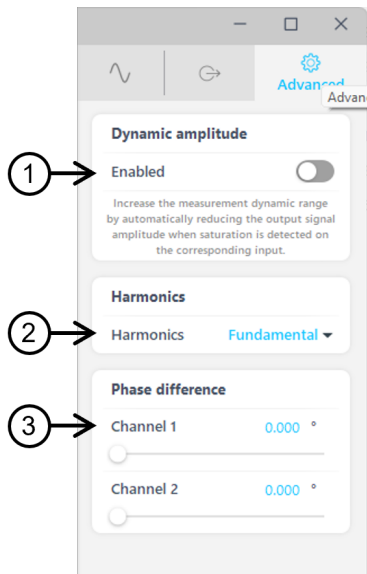 Advanced
Advan
Dynamic amplitude
1
Enabled
Increase the measurement dynamic range
by automatically reducing the output signal
amplitude when saturation is detected on
the corresponding input.
Harmonics
2
Harmonics Fundamental
Phase difference
3
Channel 1 0.000 °
Channel 2 0.000 °